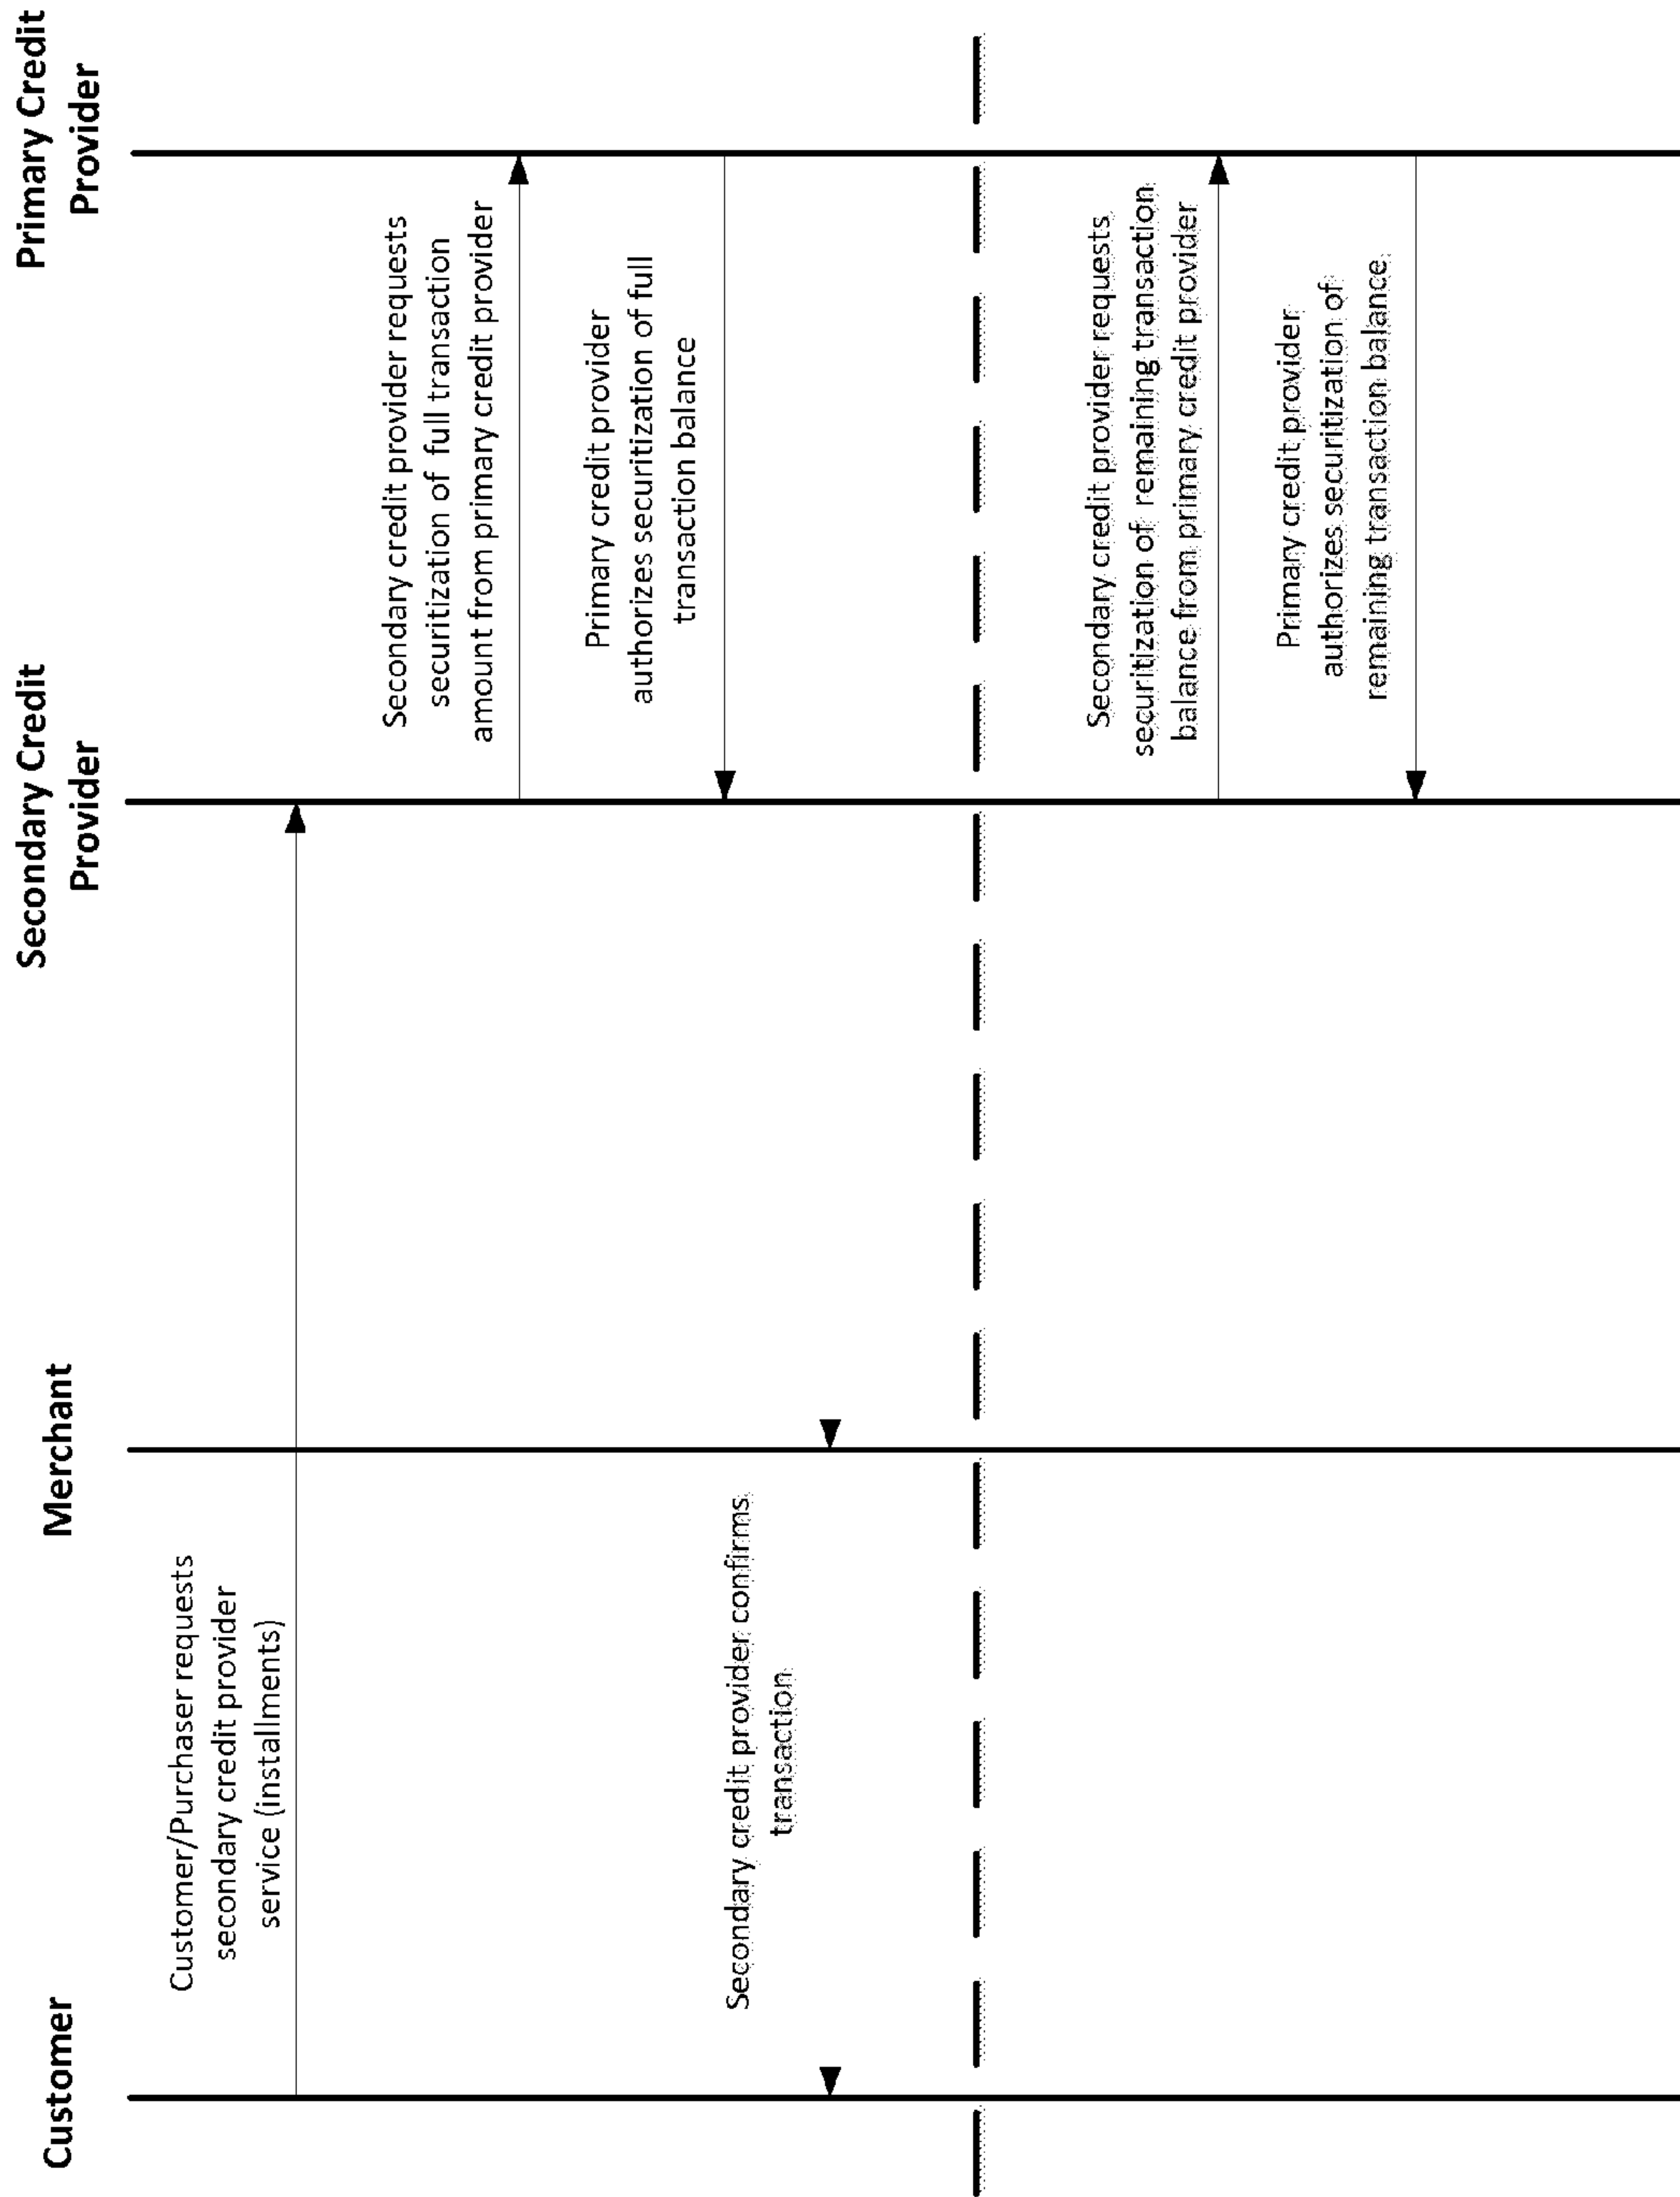 Customer
Merchant
Secondary Credit
Provider
Primary Credit
Provider
Customer/Purchaser requests
secondary credit provider
service (installments)
Secondary credit provider requests
securitization of full transaction
amount from primary credit provider
Primary credit provider
authorizes securitization of full
transaction balance
Secondary credit provider confirms
transaction
Secondary credit provider requests
securitization of remaining transaction
balance from primary credit provider
Primary credit provider
authorizes securitization of
remaining transaction balance